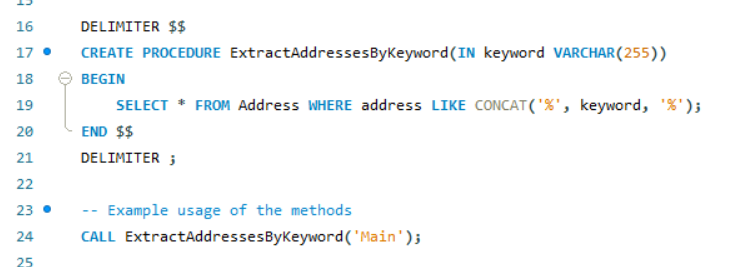 16 DELIMITER $$
17 CREATE PROCEDURE ExtractAddressesByKeyword(IN keyword VARCHAR(255))
18 BEGIN
19 SELECT * FROM Address WHERE address LIKE CONCAT('%', keyword, '%');
20 END $$
21 DELIMITER ;
22
23 -- Example usage of the methods
24 CALL ExtractAddressesByKeyword('Main');
25